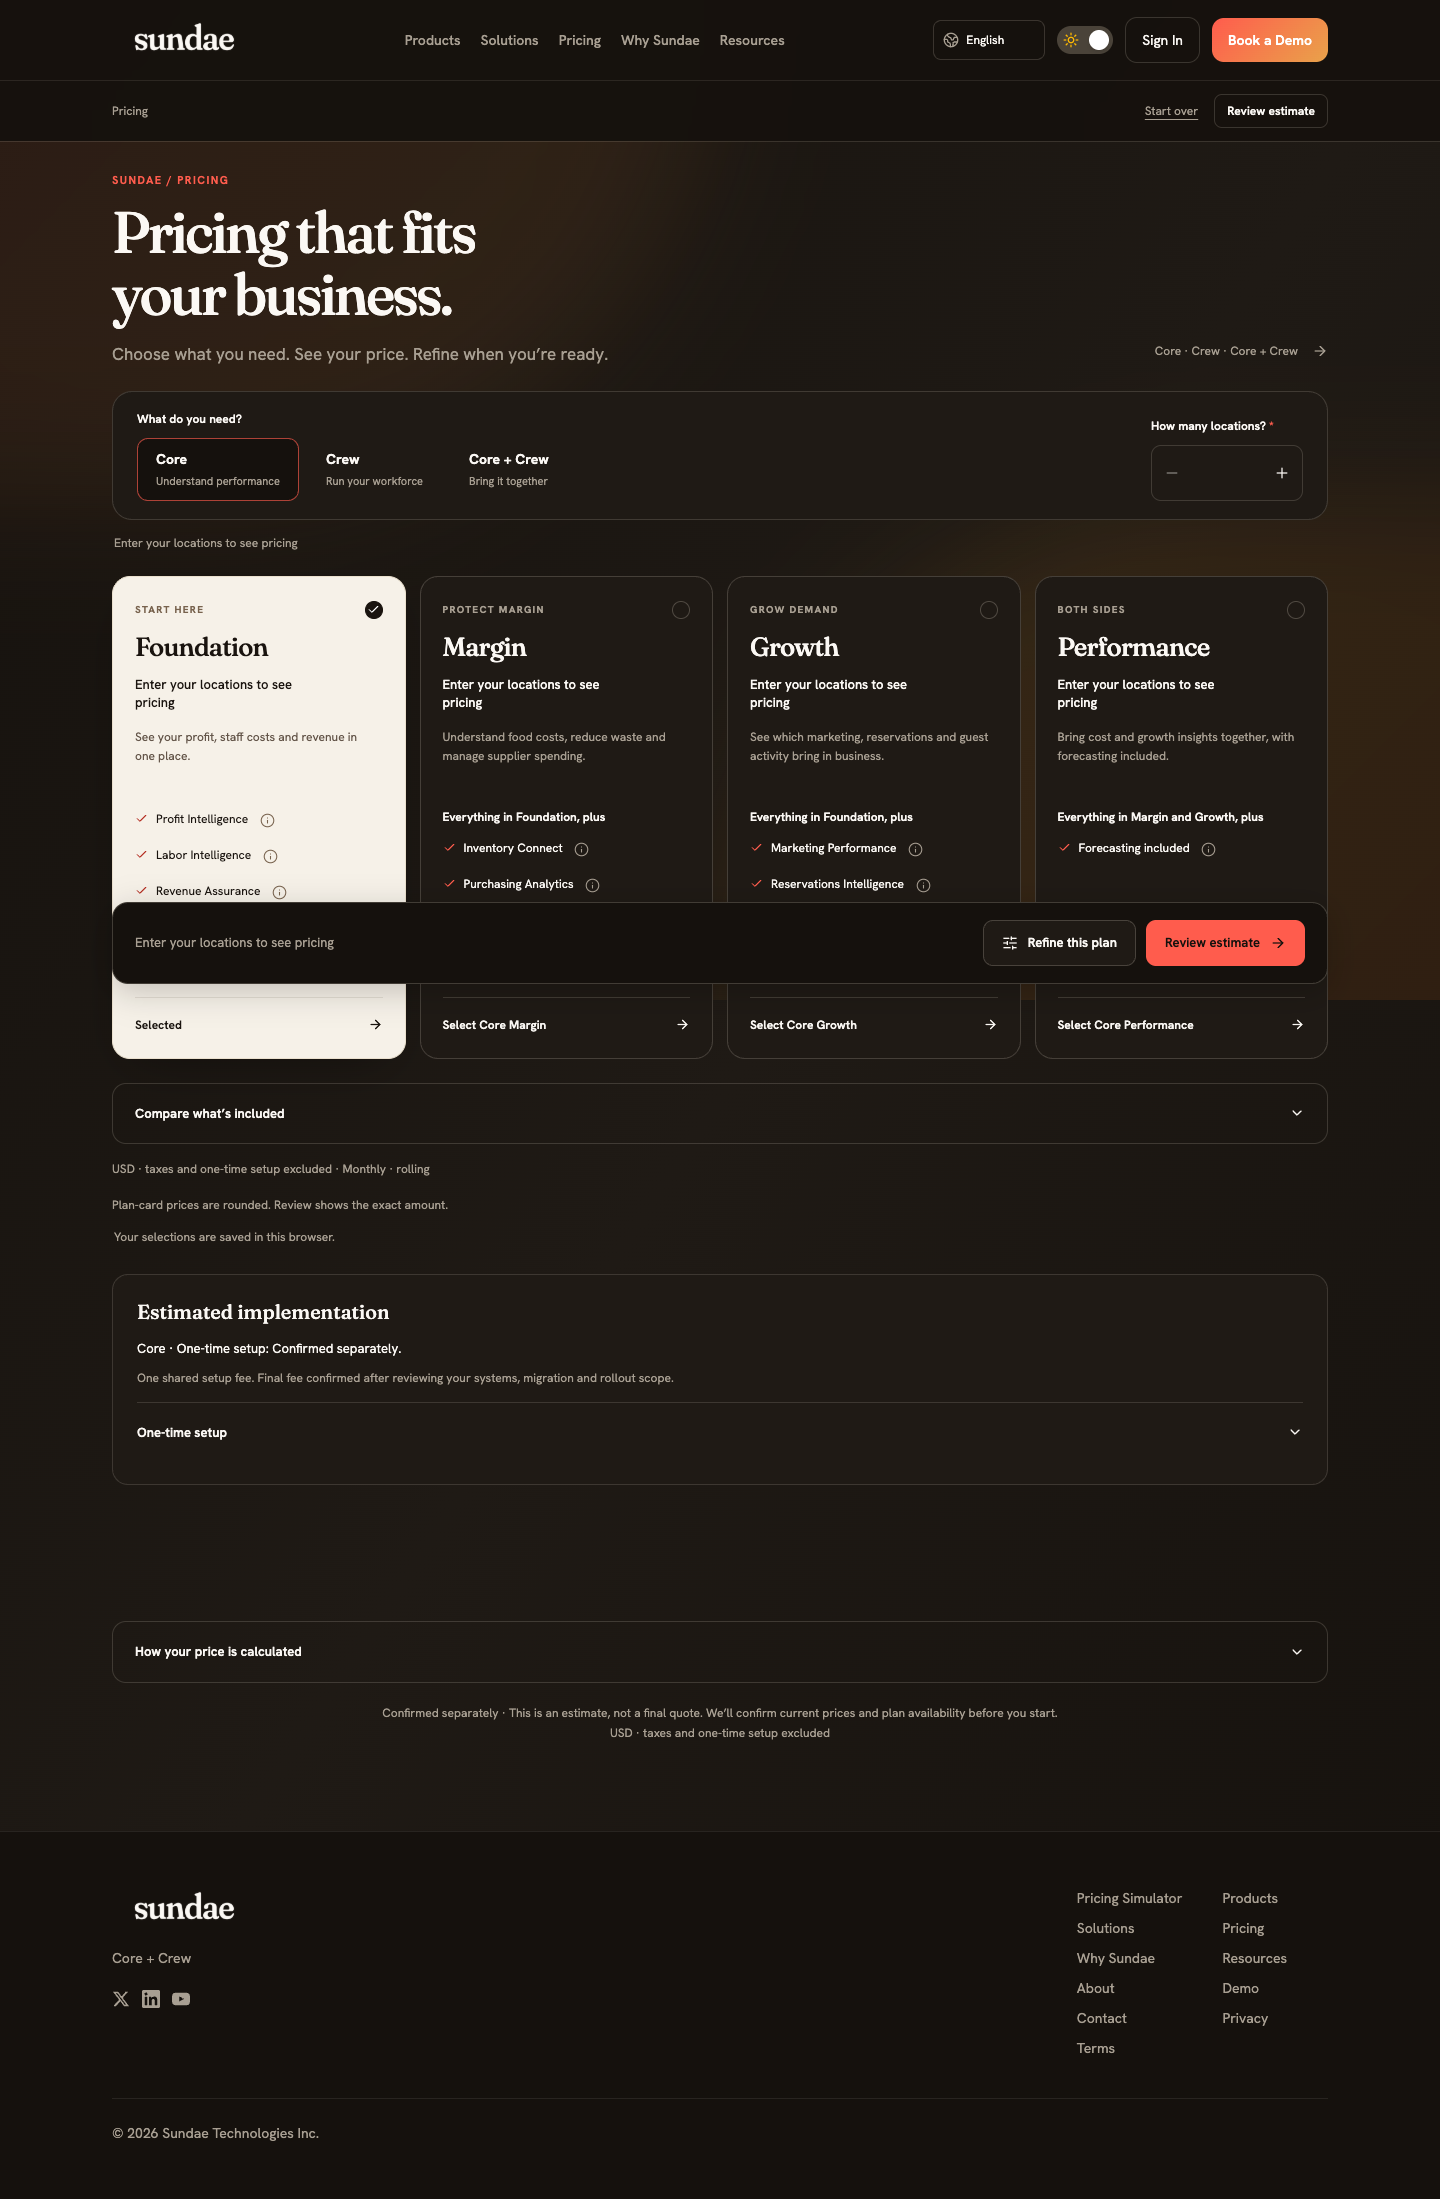 sundae
Products
Solutions
Pricing
Why Sundae
Resources
English
Sign In
Book a Demo
Pricing
Start over
Review estimate
SUNDAE / PRICING
Pricing that fits
your business.
Choose what you need. See your price. Refine when you’re ready.
Core · Crew · Core + Crew
What do you need?
How many locations? *
Core
Understand performance
Crew
Run your workforce
Core + Crew
Bring it together
Enter your locations to see pricing
START HERE
Foundation
Enter your locations to see
pricing
See your profit, staff costs and revenue in
one place.
Profit Intelligence
Labor Intelligence
Revenue Assurance
PROTECT MARGIN
Margin
Enter your locations to see
pricing
Understand food costs, reduce waste and
manage supplier spending.
Everything in Foundation, plus
Inventory Connect
Purchasing Analytics
GROW DEMAND
Growth
Enter your locations to see
pricing
See which marketing, reservations and guest
activity bring in business.
Everything in Foundation, plus
Marketing Performance
Reservations Intelligence
BOTH SIDES
Performance
Enter your locations to see
pricing
Bring cost and growth insights together, with
forecasting included.
Everything in Margin and Growth, plus
Forecasting included
Enter your locations to see pricing
Refine this plan
Review estimate
Selected
Select Core Margin
Select Core Growth
Select Core Performance
Compare what’s included
USD · taxes and one-time setup excluded · Monthly · rolling
Plan-card prices are rounded. Review shows the exact amount.
Your selections are saved in this browser.
Estimated implementation
Core · One-time setup: Confirmed separately.
One shared setup fee. Final fee confirmed after reviewing your systems, migration and rollout scope.
One-time setup
How your price is calculated
Confirmed separately · This is an estimate, not a final quote. We’ll confirm current prices and plan availability before you start.
USD · taxes and one-time setup excluded
sundae
Core + Crew
Pricing Simulator
Solutions
Why Sundae
About
Contact
Terms
Products
Pricing
Resources
Demo
Privacy
© 2026 Sundae Technologies Inc.